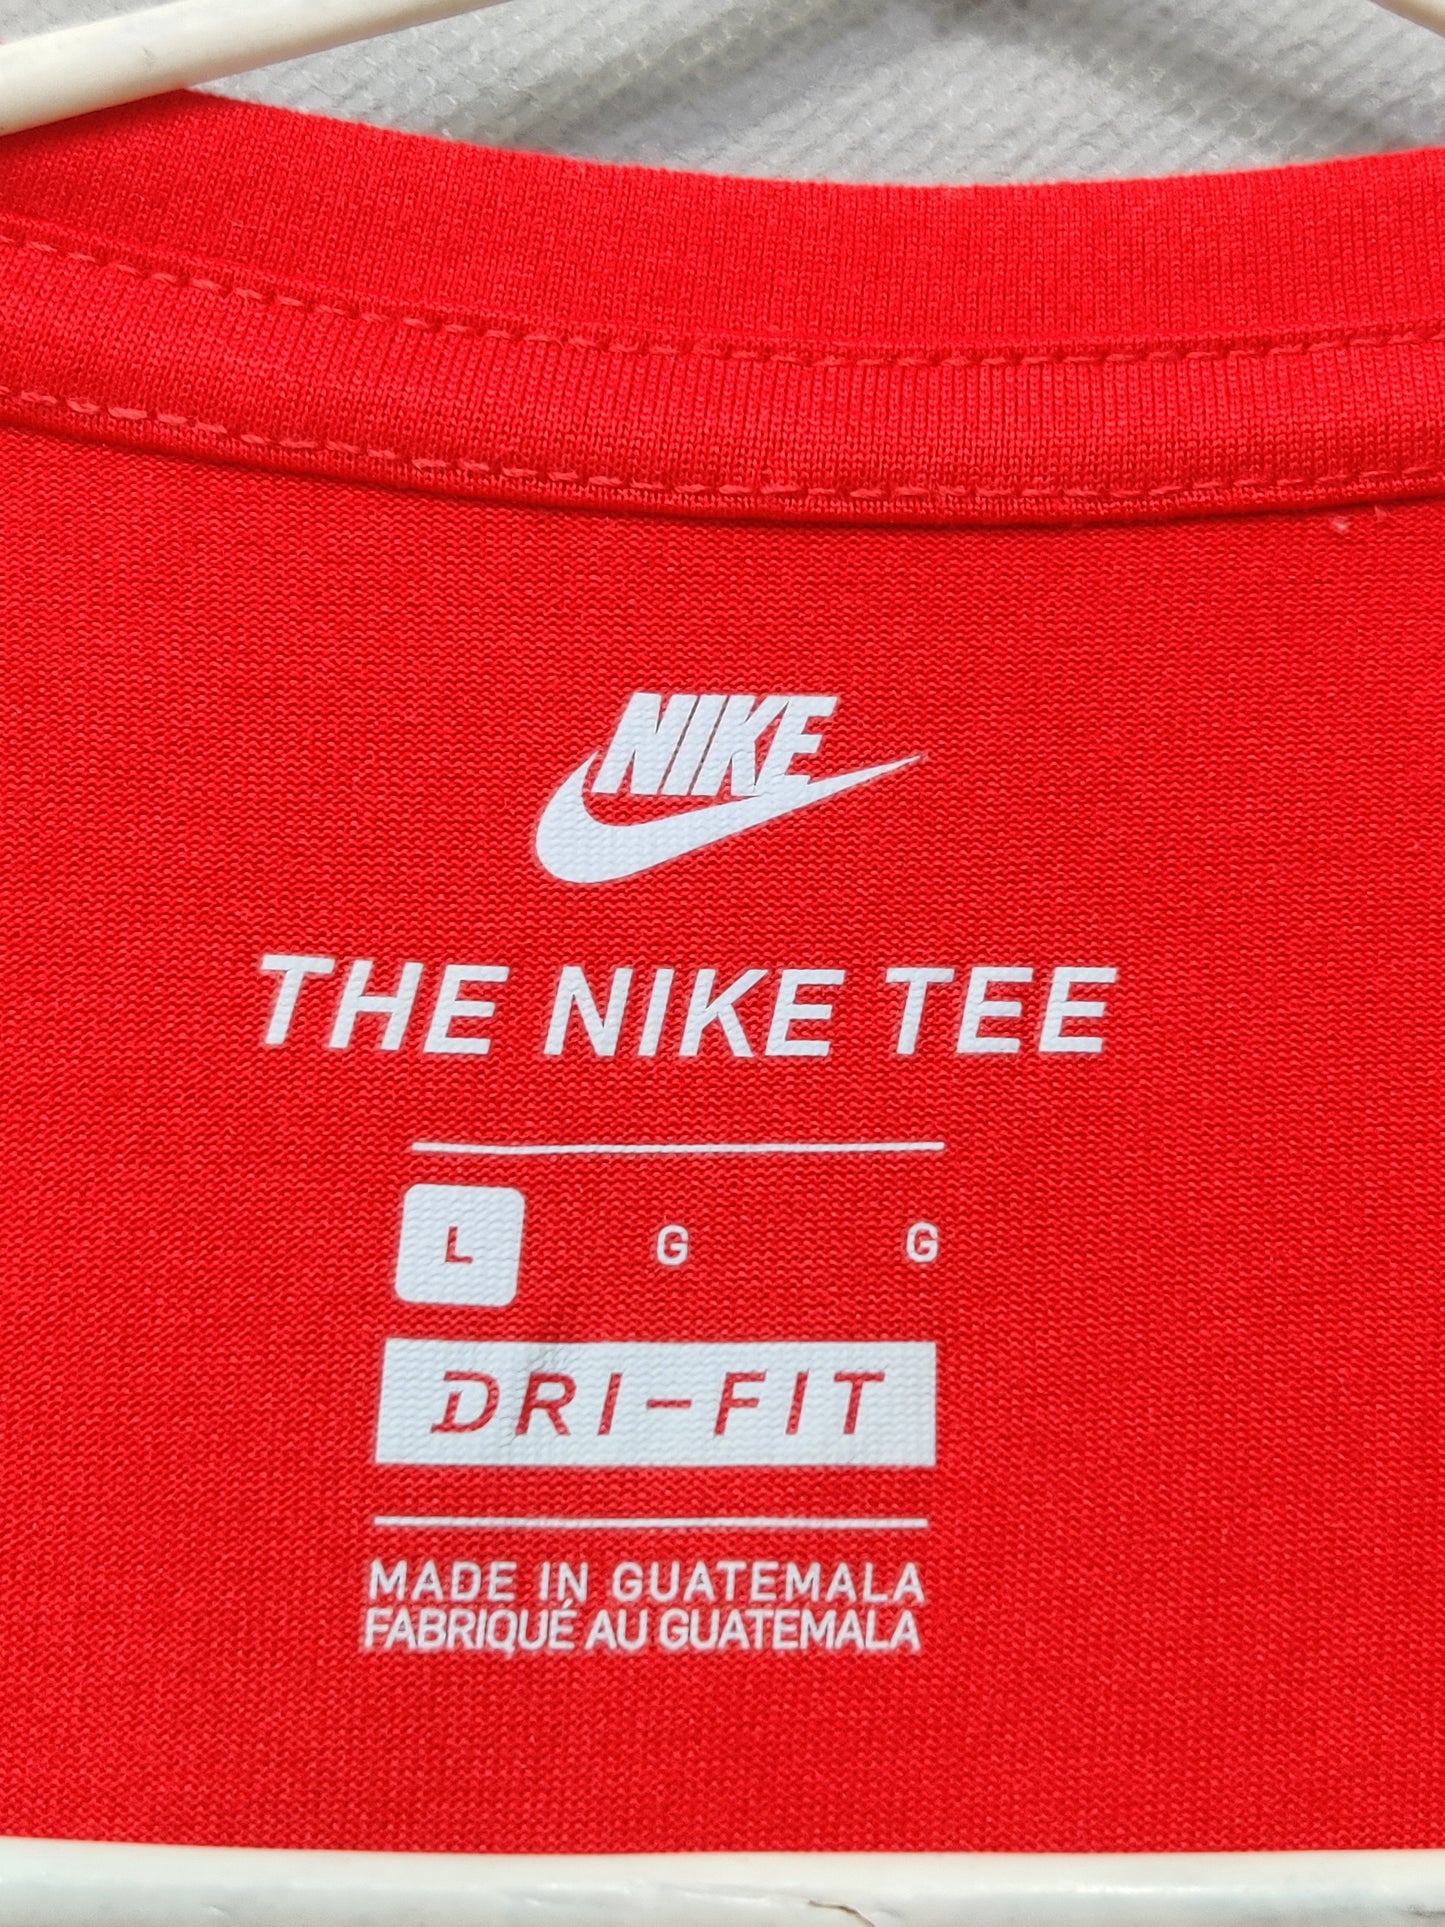 NIKE
THE NIKE TEE
L G G
DRI-FIT
MADE IN GUATEMALA
FABRIQUÉ AU GUATEMALA